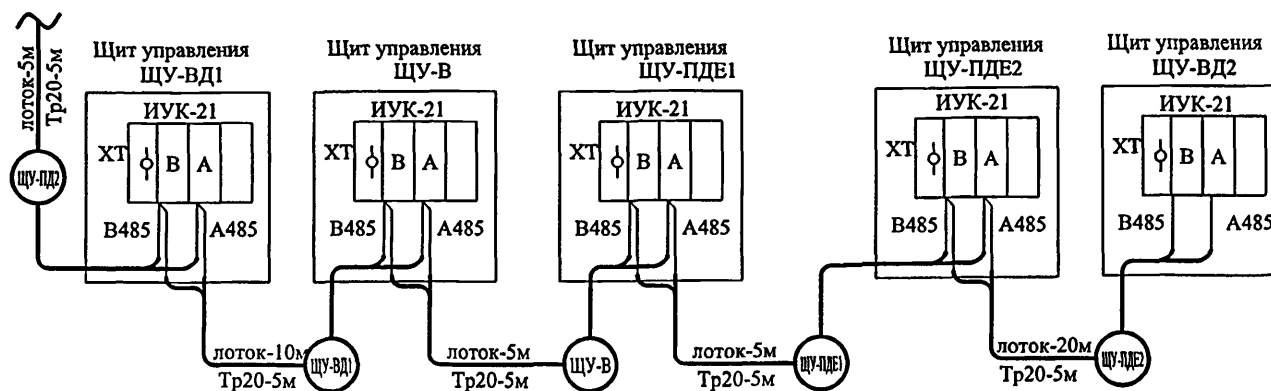 лоток-5м
Тр20-5м
ЩУ-ПД2
Щит управления
ЩУ-ВД1
ИУК-21
ХТ
В
А
В485
А485
лоток-10м
Тр20-5м
ЩУ-ВД1
Щит управления
ЩУ-В
ИУК-21
ХТ
В
А
В485
А485
лоток-5м
Тр20-5м
ЩУ-В
Щит управления
ЩУ-ПДЕ1
ИУК-21
ХТ
В
А
В485
А485
лоток-5м
Тр20-5м
ЩУ-ПДЕ1
Щит управления
ЩУ-ПДЕ2
ИУК-21
ХТ
В
А
В485
А485
лоток-20м
Тр20-5м
ЩУ-ПДЕ2
Щит управления
ЩУ-ВД2
ИУК-21
ХТ
В
А
В485
А485